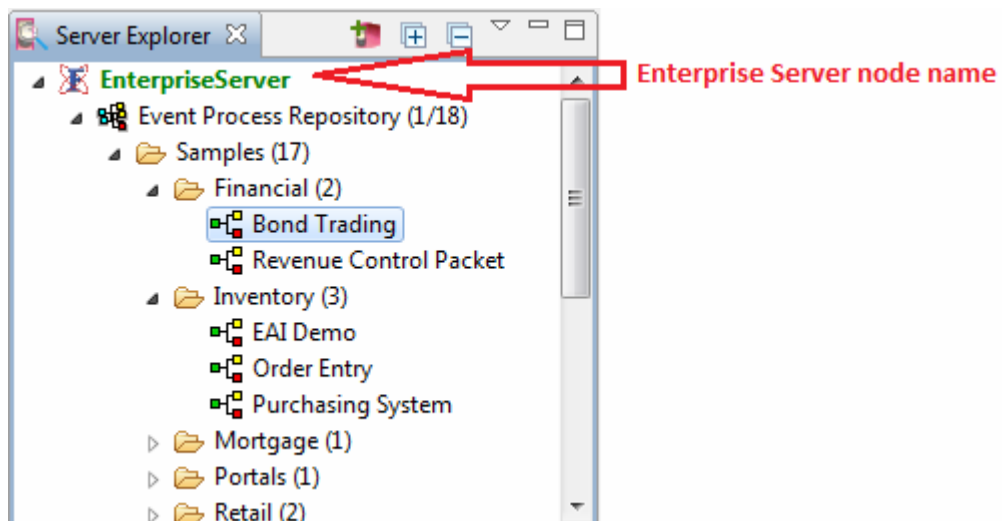 Server Explorer
EnterpriseServer
Enterprise Server node name
Event Process Repository (1/18)
Samples (17)
Financial (2)
Bond Trading
Revenue Control Packet
Inventory (3)
EAI Demo
Order Entry
Purchasing System
Mortgage (1)
Portals (1)
Retail (2)